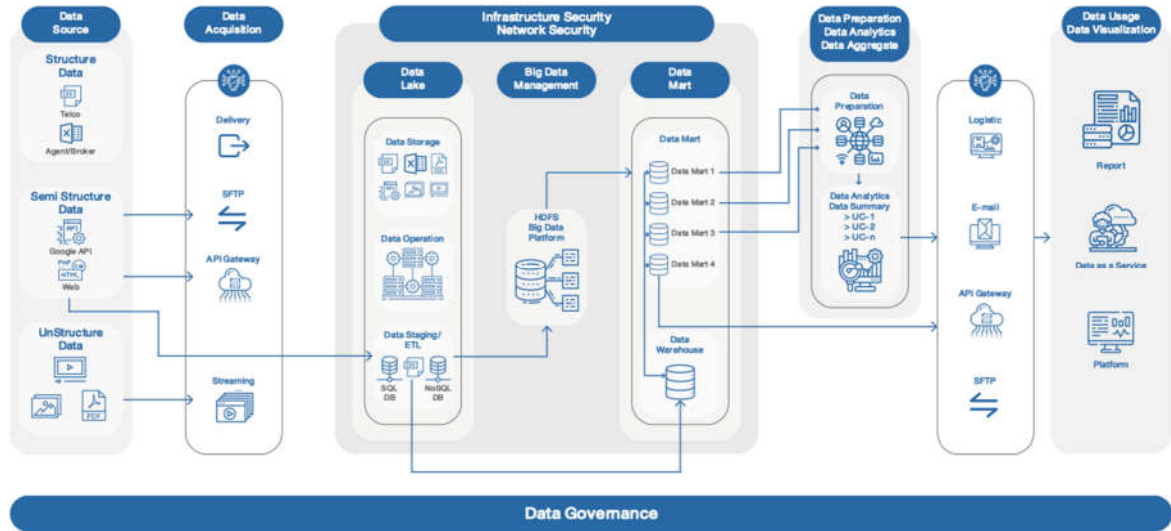 Data
Source
Structure
Data
Telco
Agent/Broker
Semi Structure
Data
API
Google API
PHP
HTML
Web
UnStructure
Data
PDF
Data
Acquisition
Delivery
SFTP
API Gateway
Streaming
Infrastructure Security
Network Security
Data
Lake
Data Storage
Data Operation
Data Staging/
ETL
SQL
DB
NoSQL
DB
Big Data
Management
HDFS
Big Data
Platform
Data
Mart
Data Mart
Data Mart 1
Data Mart 2
Data Mart 3
Data Mart 4
Data
Warehouse
Data Preparation
Data Analytics
Data Aggregate
Data
Preparation
Data Analytics
Data Summary
> UC-1
> UC-2
> UC-n
Logistic
E-mail
API Gateway
SFTP
Data Usage
Data Visualization
Report
Data as a Service
Platform
Data Governance